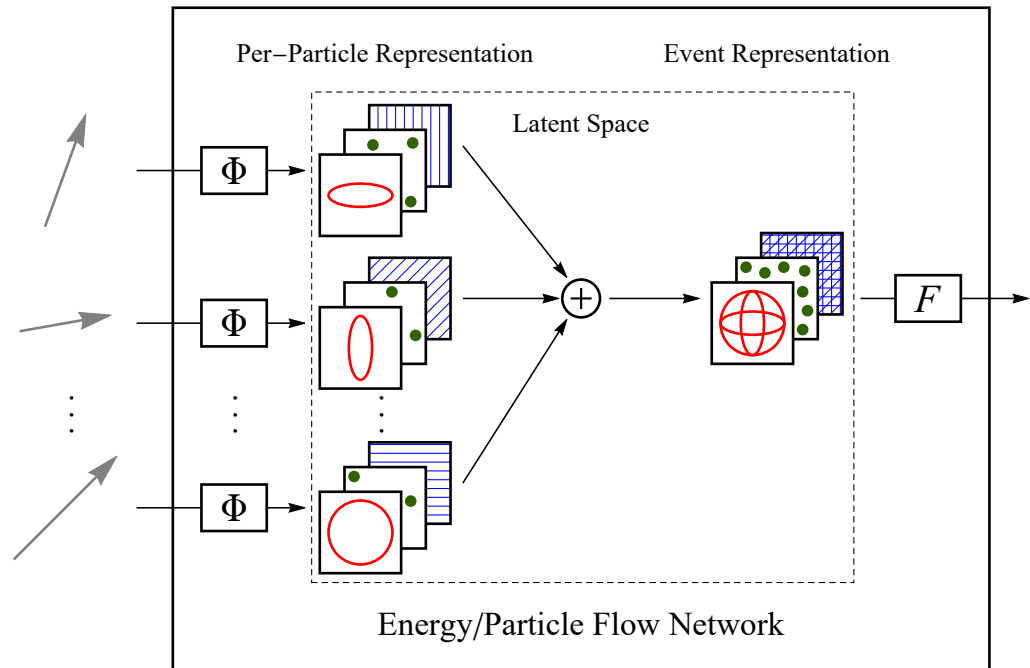 Per−Particle Representation
Event Representation
Latent Space
Φ
Φ
Φ
+
F
Energy/Particle Flow Network